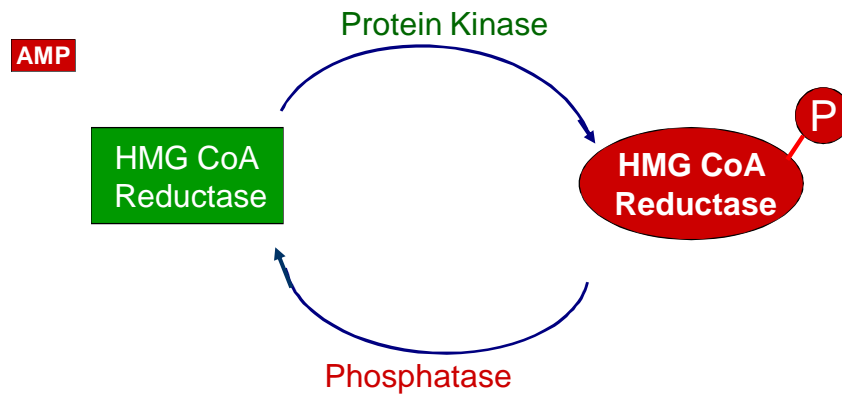 Protein Kinase
AMP
P
HMG CoA
Reductase
HMG CoA
Reductase
Phosphatase